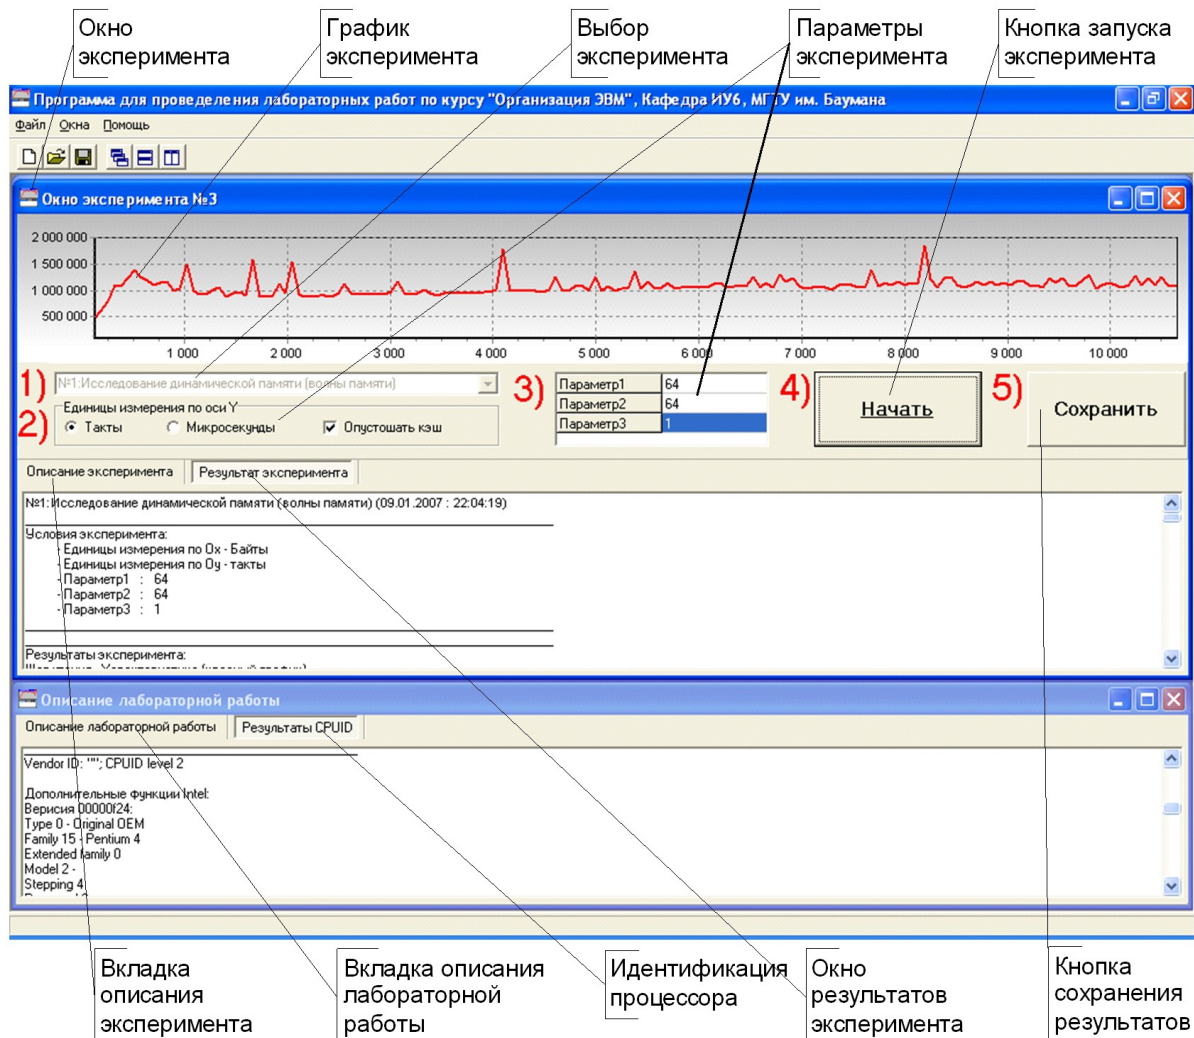 Окно
эксперимента
График
эксперимента
Выбор
эксперимента
Параметры
эксперимента
Кнопка запуска
эксперимента
Программа для проведеления лабораторных работ по курсу "Организация ЭВМ", Кафедра ИУ6, МГТУ им. Баумана
Файл Окна Помощь
Окно эксперимента №3
2 000 000
1 500 000
1 000 000
500 000
1 000 2 000 3 000 4 000 5 000 6 000 7 000 8 000 9 000 10 000
1) №1:Исследование динамической памяти (волны памяти)
2) Единицы измерения по оси Y
Такты Микросекунды Опустошать кэш
3) Параметр1 64
Параметр2 64
Параметр3 1
4) Начать
5) Сохранить
Описание эксперимента Результат эксперимента
№1:Исследование динамической памяти (волны памяти) (09.01.2007 : 22:04:19)
Условия эксперимента:
- Единицы измерения по Ox - Байты
- Единицы измерения по Oy - такты
- Параметр1 : 64
- Параметр2 : 64
- Параметр3 : 1
Результаты эксперимента:
Описание лабораторной работы
Описание лабораторной работы Результаты CPUID
Vendor ID: ""; CPUID level 2
Дополнительные функции Intel:
Верисия 00000f24:
Type 0 - Original OEM
Family 15 - Pentium 4
Extended family 0
Model 2 -
Stepping 4
Вкладка
описания
эксперимента
Вкладка описания
лабораторной
работы
Идентификация
процессора
Окно
результатов
эксперимента
Кнопка
сохранения
результатов